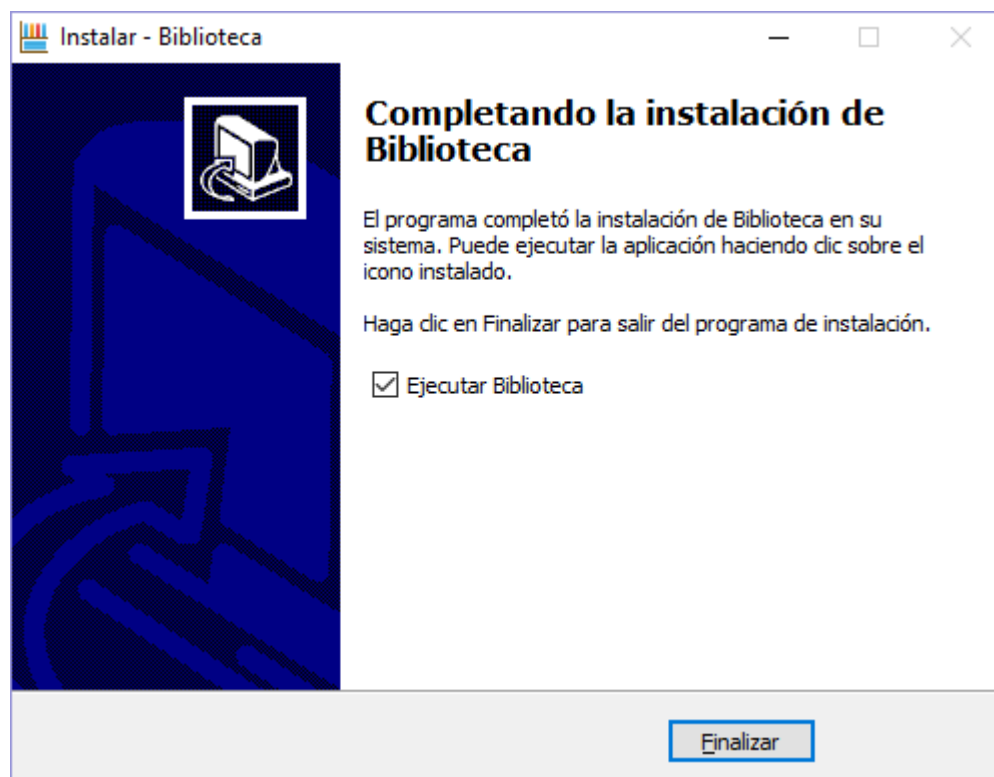 Instalar - Biblioteca
Completando la instalación de
Biblioteca
El programa completó la instalación de Biblioteca en su
sistema. Puede ejecutar la aplicación haciendo clic sobre el
icono instalado.
Haga clic en Finalizar para salir del programa de instalación.
Ejecutar Biblioteca
Finalizar